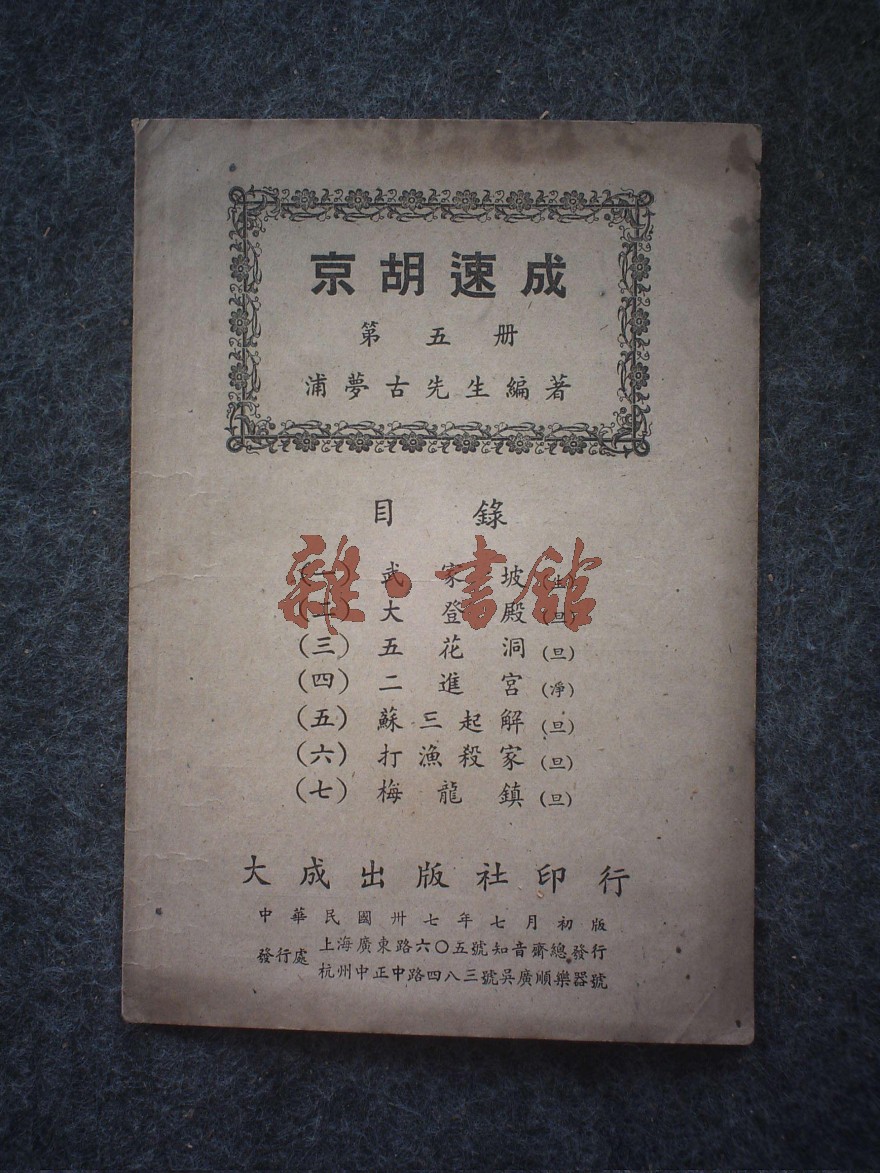 京胡速成
第五册
浦夢古先生編著
目錄
(一) 武家坡 (生)
(二) 大登殿 (旦)
(三) 五花洞 (旦)
(四) 二進宮 (凈)
(五) 蘇三起解 (旦)
(六) 打漁殺家 (旦)
(七) 梅龍鎮 (旦)
雜·書館
大成出版社印行
中華民國卅七年七月初版
發行處 上海廣東路六〇五號知音齋總發行
杭州中正中路四八三號吳廣順樂器號